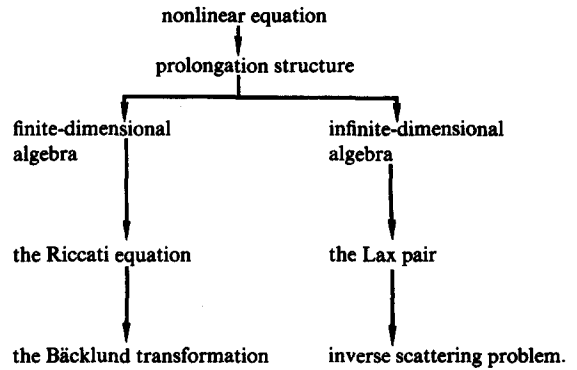 nonlinear equation
prolongation structure
finite-dimensional
algebra
infinite-dimensional
algebra
the Riccati equation
the Lax pair
the Bäcklund transformation
inverse scattering problem.